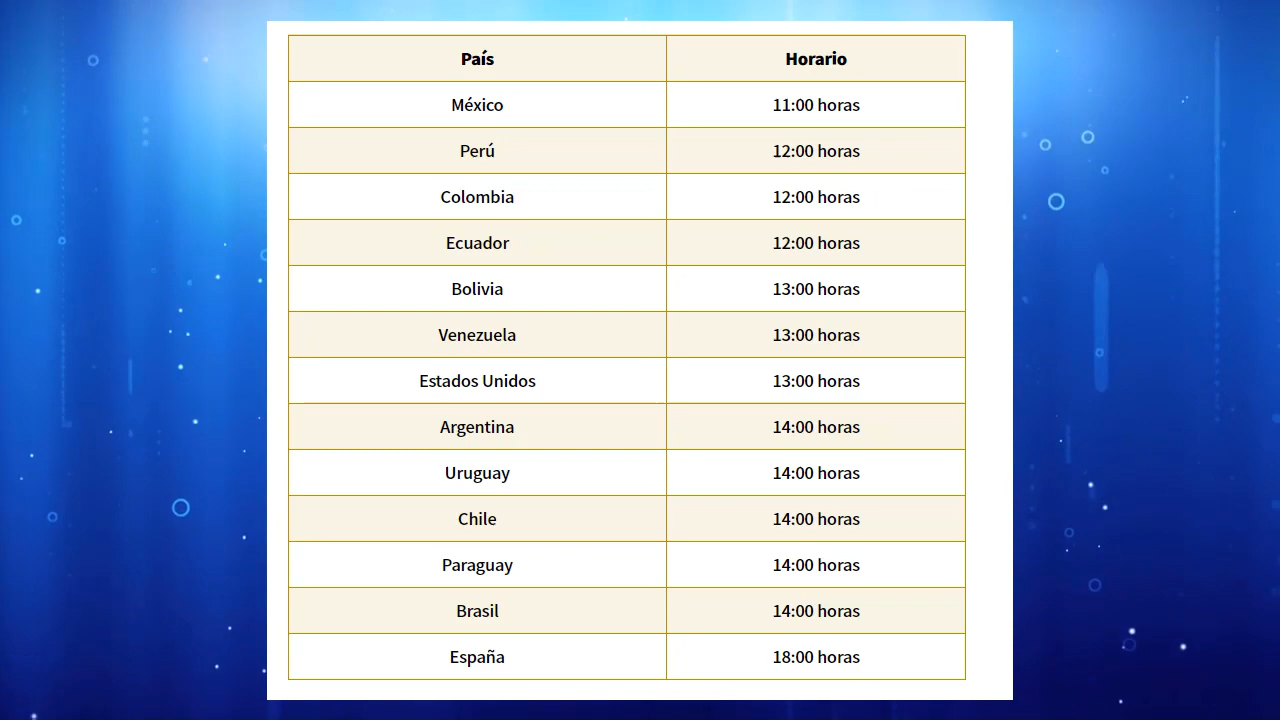 País Horario
México 11:00 horas
Perú 12:00 horas
Colombia 12:00 horas
Ecuador 12:00 horas
Bolivia 13:00 horas
Venezuela 13:00 horas
Estados Unidos 13:00 horas
Argentina 14:00 horas
Uruguay 14:00 horas
Chile 14:00 horas
Paraguay 14:00 horas
Brasil 14:00 horas
España 18:00 horas